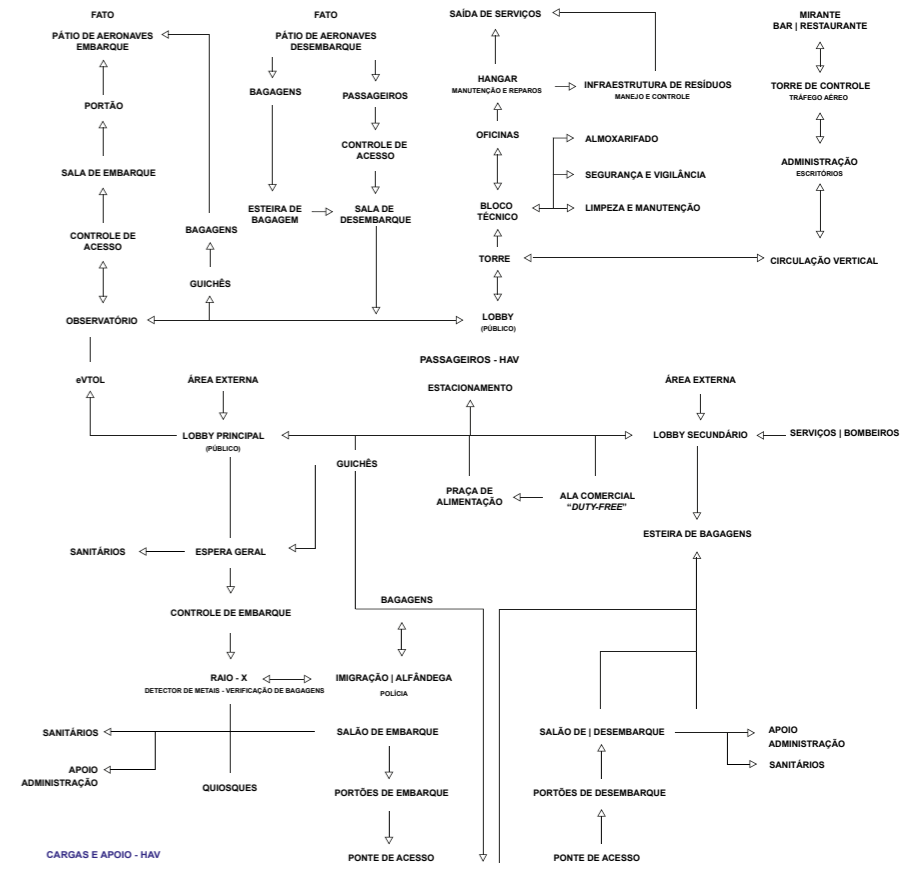 FATO
PÁTIO DE AERONAVES
EMBARQUE
PORTÃO
SALA DE EMBARQUE
CONTROLE DE
ACESSO
OBSERVATÓRIO
BAGAGENS
GUICHÊS
FATO
PÁTIO DE AERONAVES
DESEMBARQUE
BAGAGENS
PASSAGEIROS
CONTROLE DE
ACESSO
ESTEIRA DE
BAGAGEM
SALA DE
DESEMBARQUE
SAÍDA DE SERVIÇOS
HANGAR
MANUTENÇÃO E REPAROS
INFRAESTRUTURA DE RESÍDUOS
MANEJO E CONTROLE
OFICINAS
ALMOXARIFADO
SEGURANÇA E VIGILÂNCIA
BLOCO
TÉCNICO
LIMPEZA E MANUTENÇÃO
TORRE
LOBBY
(PÚBLICO)
MIRANTE
BAR | RESTAURANTE
TORRE DE CONTROLE
TRÁFEGO AÉREO
ADMINISTRAÇÃO
ESCRITÓRIOS
CIRCULAÇÃO VERTICAL
PASSAGEIROS - HAV
eVTOL
ÁREA EXTERNA
ESTACIONAMENTO
ÁREA EXTERNA
LOBBY PRINCIPAL
(PÚBLICO)
LOBBY SECUNDÁRIO
SERVIÇOS | BOMBEIROS
GUICHÊS
PRAÇA DE
ALIMENTAÇÃO
ALA COMERCIAL
“DUTY-FREE”
ESTEIRA DE BAGAGENS
SANITÁRIOS
ESPERA GERAL
CONTROLE DE EMBARQUE
BAGAGENS
RAIO - X
DETECTOR DE METAIS - VERIFICAÇÃO DE BAGAGENS
IMIGRAÇÃO | ALFÂNDEGA
POLÍCIA
SANITÁRIOS
APOIO
ADMINISTRAÇÃO
QUIOSQUES
SALÃO DE EMBARQUE
PORTÕES DE EMBARQUE
PONTE DE ACESSO
SALÃO DE | DESEMBARQUE
APOIO
ADMINISTRAÇÃO
SANITÁRIOS
PORTÕES DE DESEMBARQUE
PONTE DE ACESSO
CARGAS E APOIO - HAV